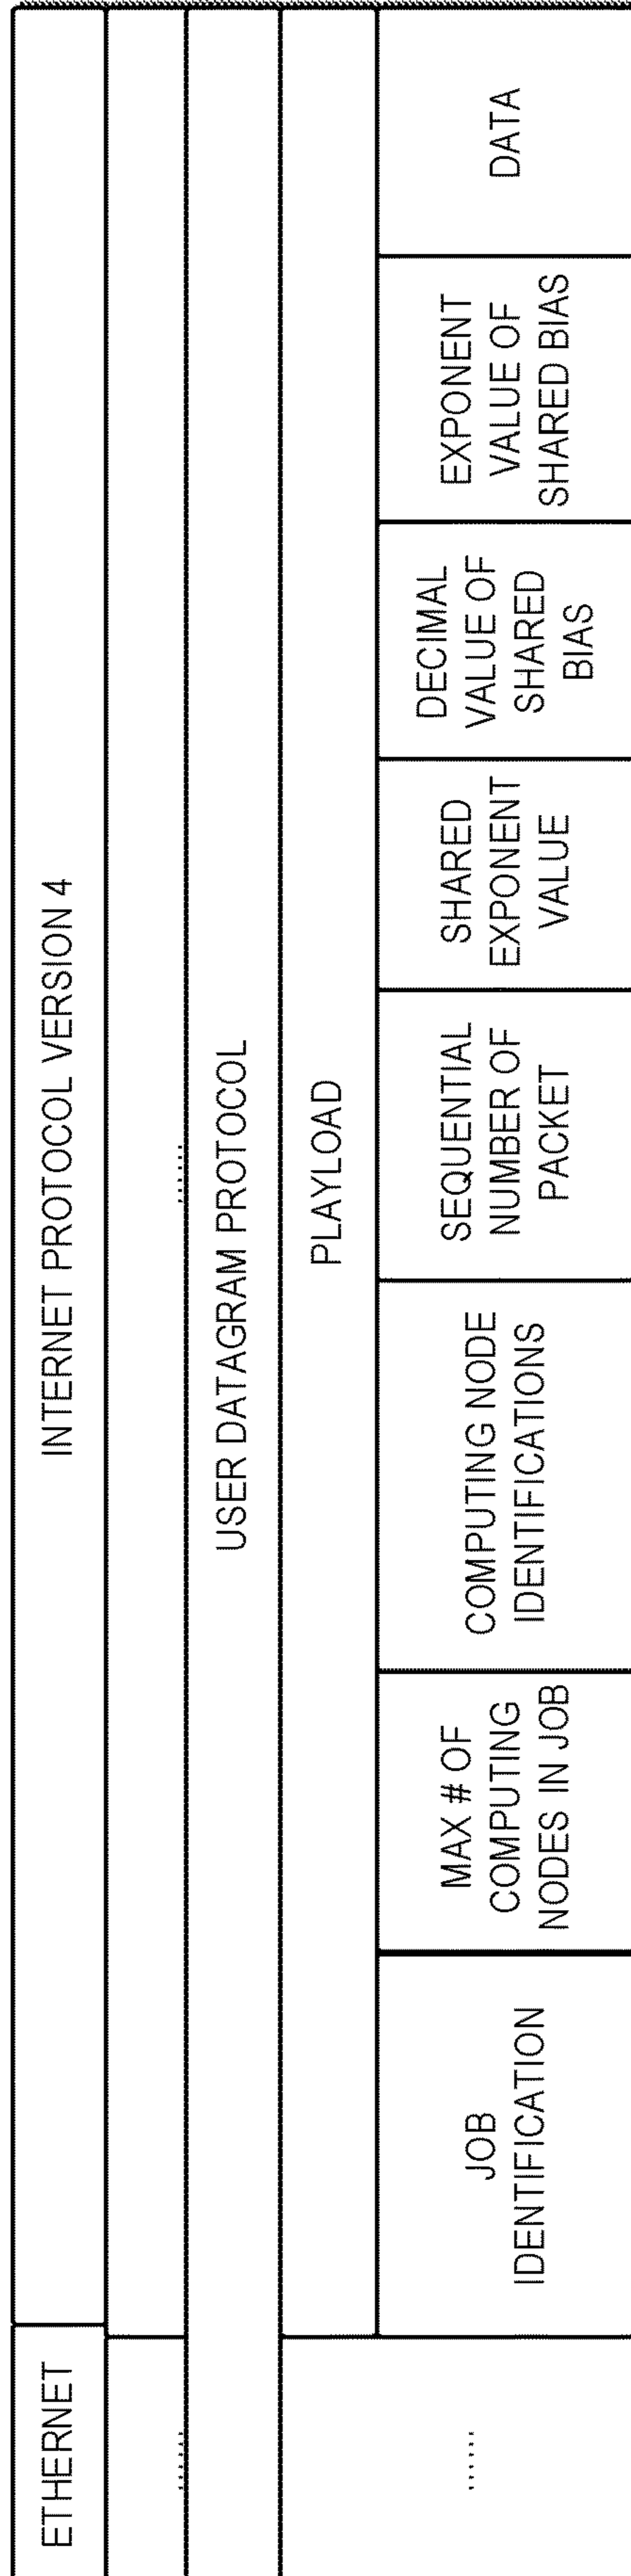 ETHERNET
INTERNET PROTOCOL VERSION 4
......
......
USER DATAGRAM PROTOCOL
......
PLAYLOAD
JOB
IDENTIFICATION
MAX # OF
COMPUTING
NODES IN JOB
COMPUTING NODE
IDENTIFICATIONS
SEQUENTIAL
NUMBER OF
PACKET
SHARED
EXPONENT
VALUE
DECIMAL
VALUE OF
SHARED
BIAS
EXPONENT
VALUE OF
SHARED BIAS
DATA